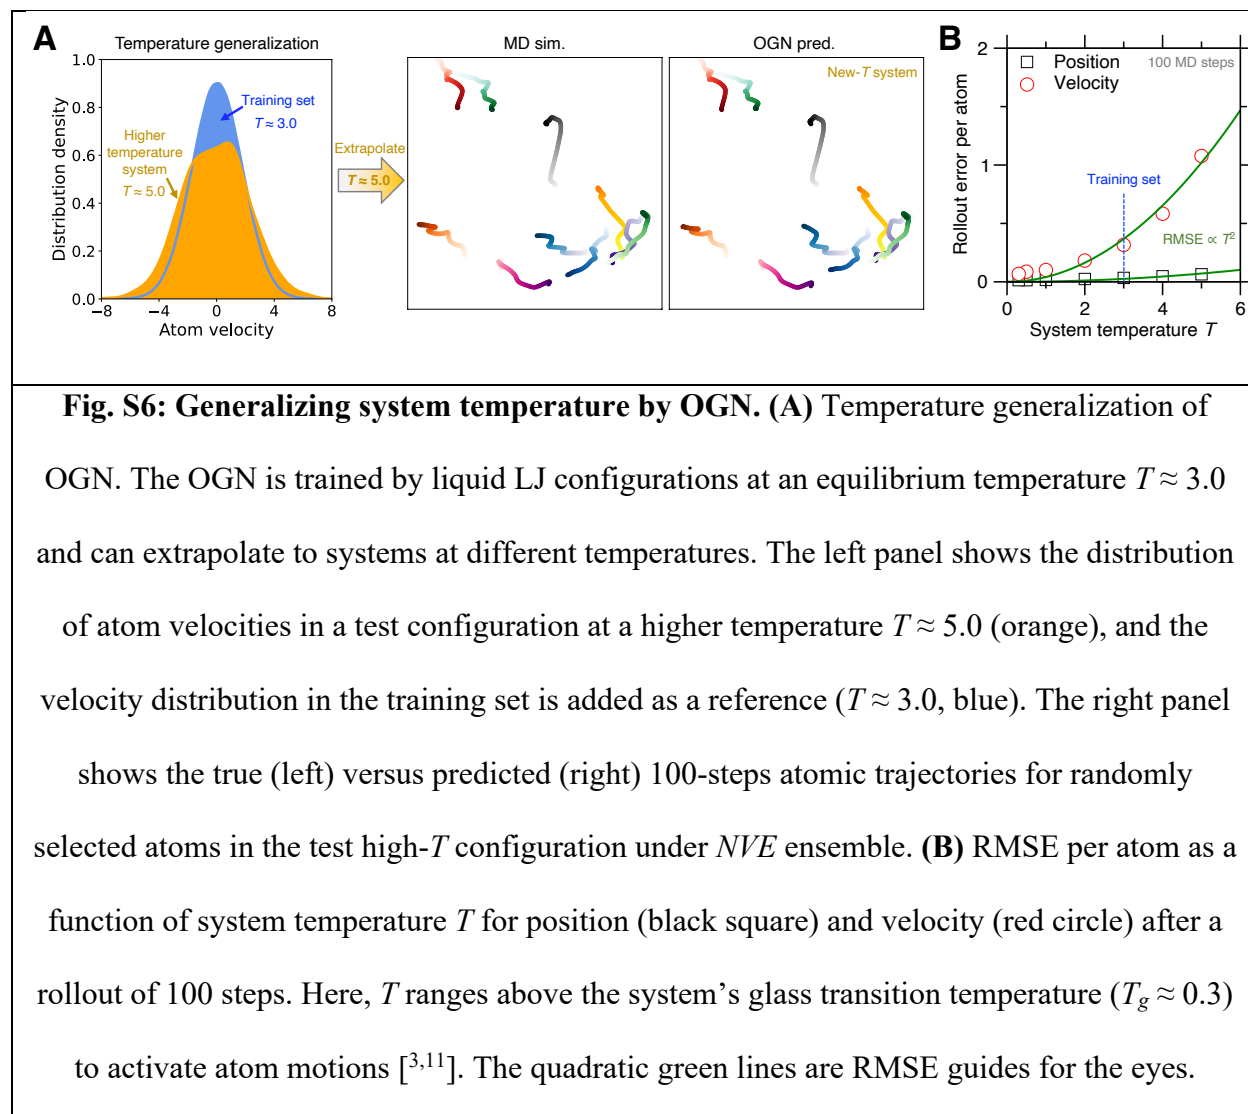 A
Temperature generalization
Distribution density
1.0
0.8
0.6
0.4
0.2
0.0
−8
−4
0
4
8
Atom velocity
Training set
T ≈ 3.0
Higher
temperature
system
T ≈ 5.0
Extrapolate
T ≈ 5.0
MD sim.
OGN pred.
New-T system
B
Rollout error per atom
2
1
0
0
2
4
6
System temperature T
Position
Velocity
100 MD steps
Training set
RMSE ∝ T²
Fig. S6: Generalizing system temperature by OGN. (A) Temperature generalization of
OGN. The OGN is trained by liquid LJ configurations at an equilibrium temperature T ≈ 3.0
and can extrapolate to systems at different temperatures. The left panel shows the distribution
of atom velocities in a test configuration at a higher temperature T ≈ 5.0 (orange), and the
velocity distribution in the training set is added as a reference (T ≈ 3.0, blue). The right panel
shows the true (left) versus predicted (right) 100-steps atomic trajectories for randomly
selected atoms in the test high-T configuration under NVE ensemble. (B) RMSE per atom as a
function of system temperature T for position (black square) and velocity (red circle) after a
rollout of 100 steps. Here, T ranges above the system’s glass transition temperature (Tg ≈ 0.3)
to activate atom motions [3,11]. The quadratic green lines are RMSE guides for the eyes.